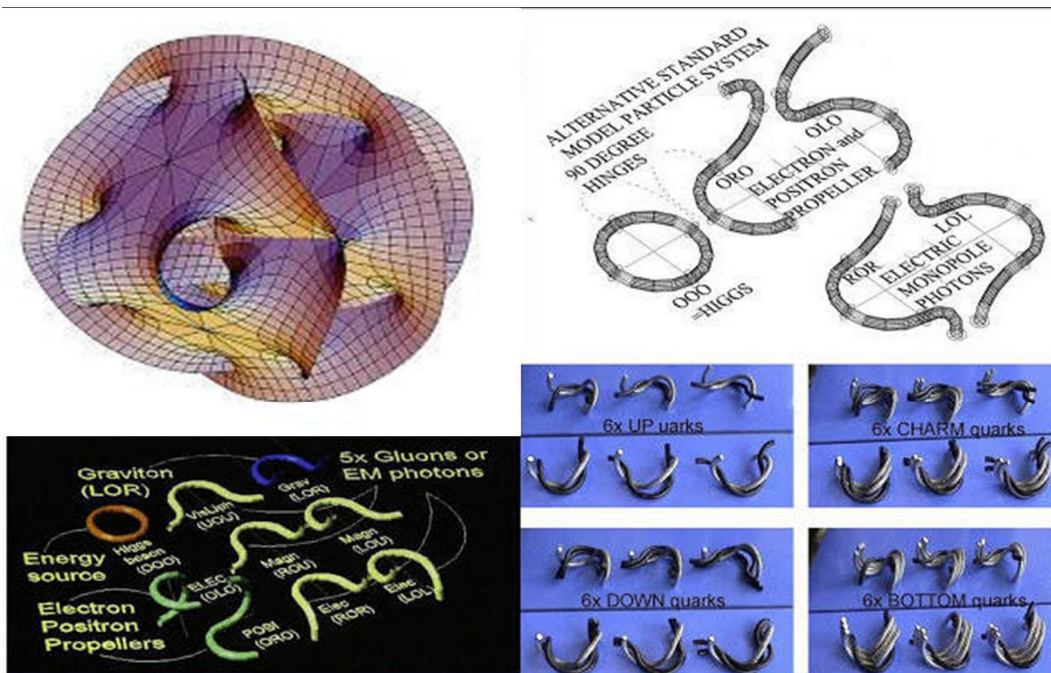 ALTERNATIVE STANDARD
MODEL PARTICLE SYSTEM
90 DEGREE
HINGES
ORO
OLO
ELECTRON and
POSITRON
PROPELLER
OOO
=HIGGS
ROR
LOL
ELECTRIC
MONOPOLE
PHOTONS
Graviton
(LOR)
5x Gluons or
EM photons
Grav
(LOR)
(UOU)
Higgs
boson
(OOO)
Energy
source
Magn
(ROU)
Magn
(LOU)
ELEC
(OLO)
Elec
(ROR)
Elec
(LOL)
Electron
Positron
Propellers
POSI
(ORO)
6x UP uarks
6x CHARM quarks
6x DOWN quarks
6x BOTTOM quarks